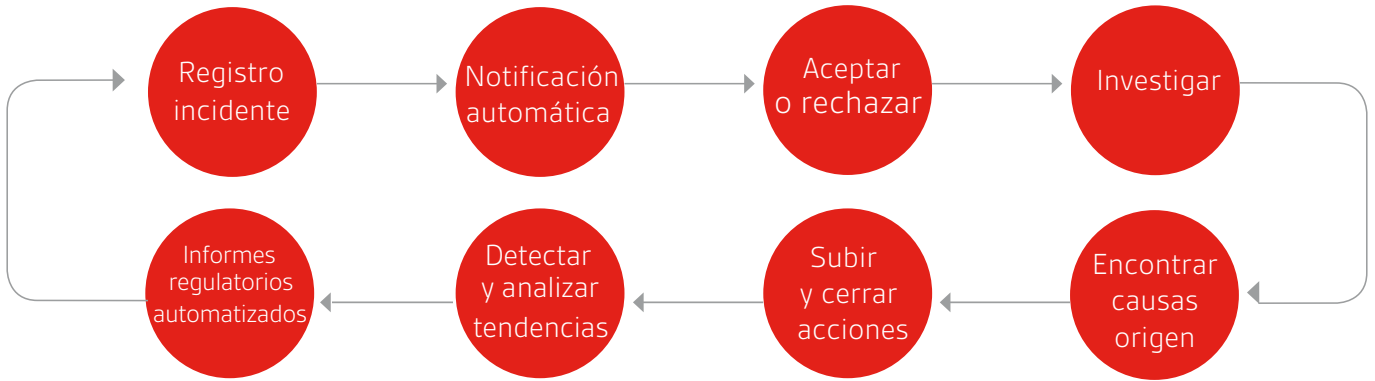 Registro
incidente
Notificación
automática
Aceptar
o rechazar
Investigar
Encontrar
causas
origen
Subir
y cerrar
acciones
Detectar
y analizar
tendencias
Informes
regulatorios
automatizados